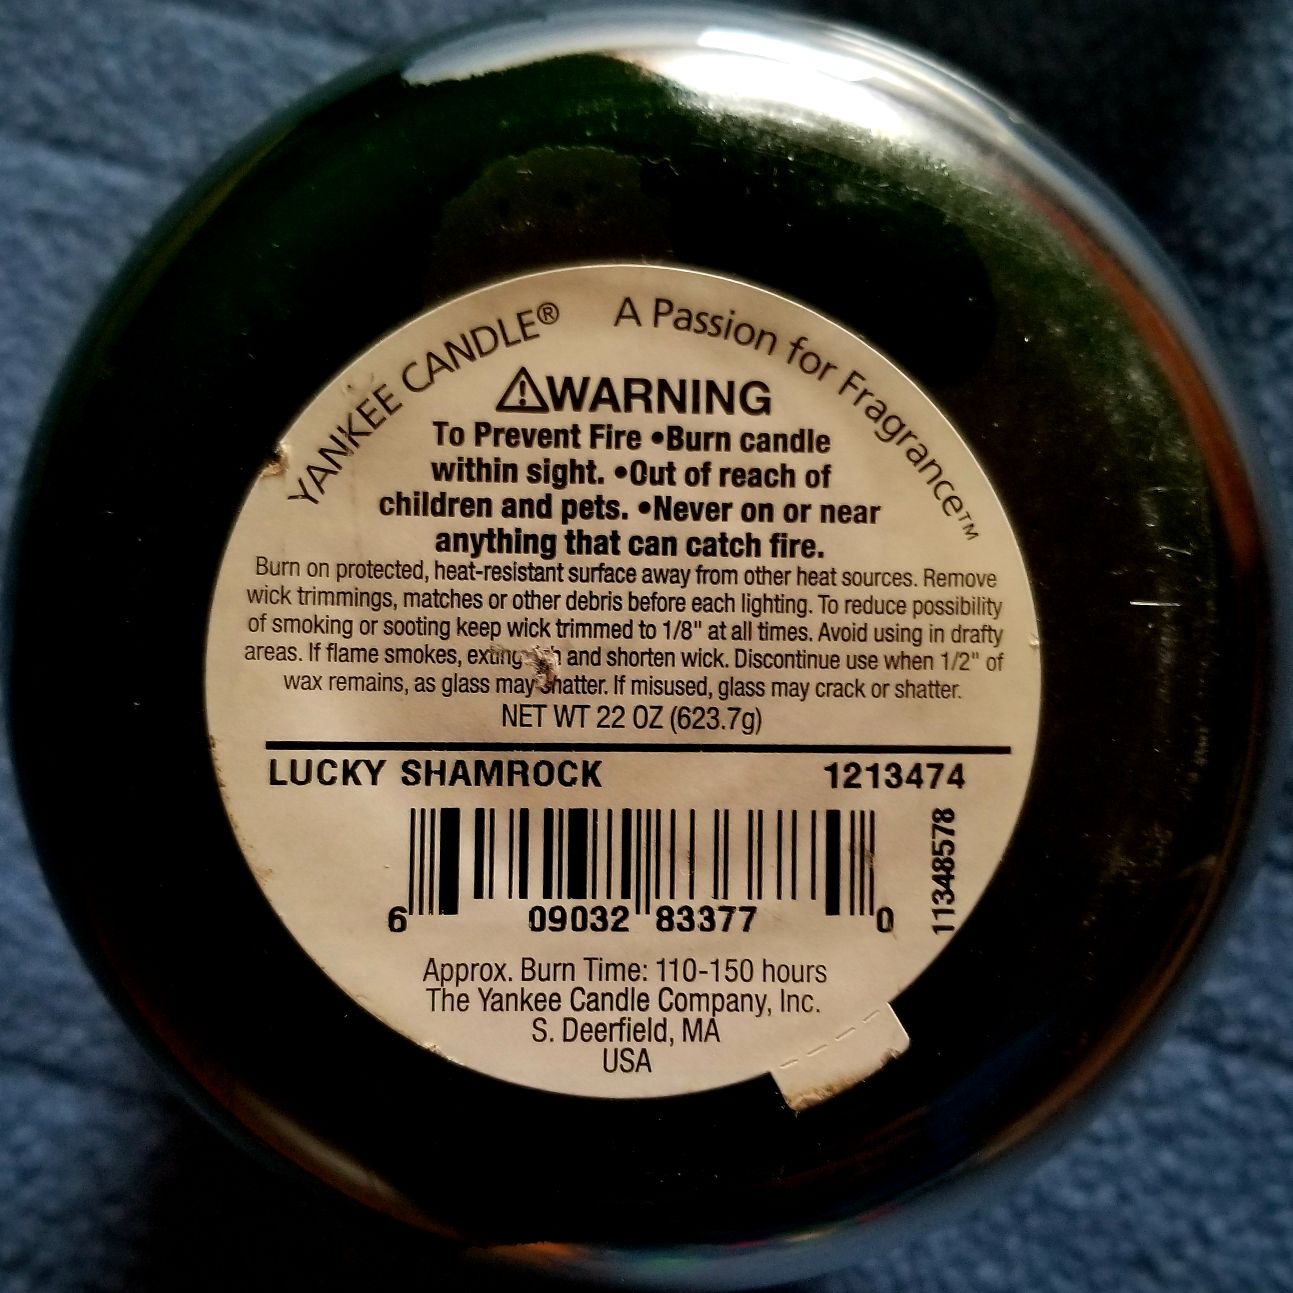 YANKEE CANDLE® A Passion for Fragrance™
⚠WARNING
To Prevent Fire •Burn candle
within sight. •Out of reach of
children and pets. •Never on or near
anything that can catch fire.
Burn on protected, heat-resistant surface away from other heat sources. Remove
wick trimmings, matches or other debris before each lighting. To reduce possibility
of smoking or sooting keep wick trimmed to 1/8" at all times. Avoid using in drafty
areas. If flame smokes, and shorten wick. Discontinue use when 1/2" of
wax remains, as glass may shatter. If misused, glass may crack or shatter.
NET WT 22 OZ (623.7g)
LUCKY SHAMROCK 1213474
11348578
6 09032 83377 0
Approx. Burn Time: 110-150 hours
The Yankee Candle Company, Inc.
S. Deerfield, MA
USA